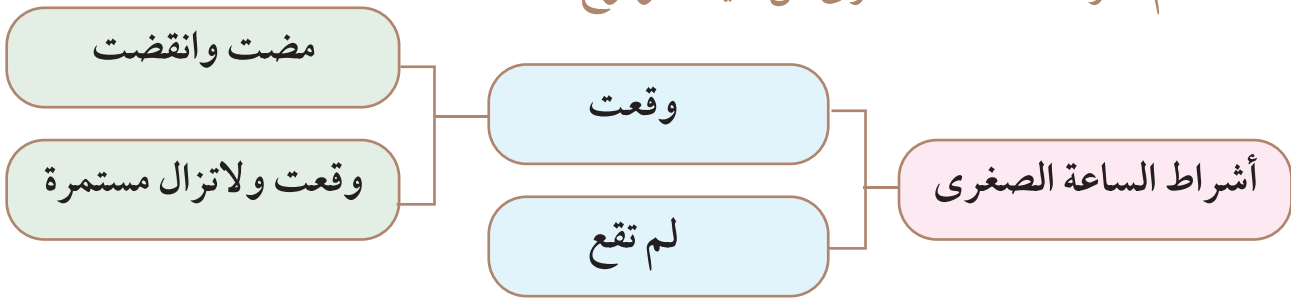 أشراط الساعة الصغرى
وقعت
لم تقع
مضت وانقضت
وقعت ولاتزال مستمرة